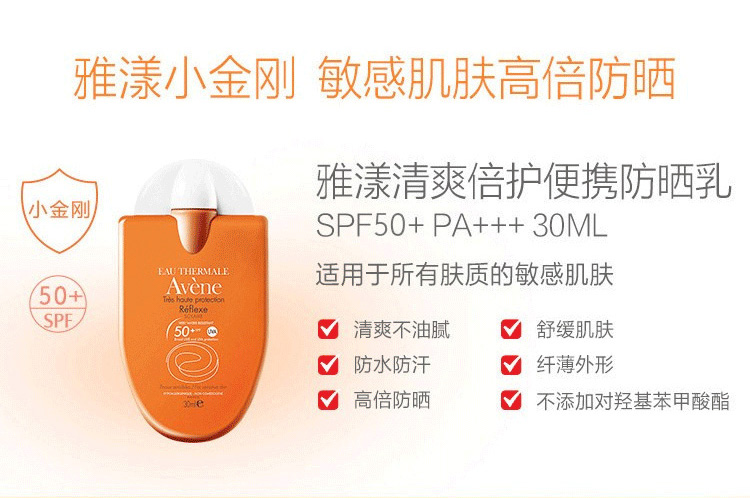 雅漾小金刚 敏感肌肤高倍防晒
小金刚
50+
SPF
雅漾清爽倍护便携防晒乳
SPF50+ PA+++ 30ML
适用于所有肤质的敏感肌肤
清爽不油腻
舒缓肌肤
防水防汗
纤薄外形
高倍防晒
不添加对羟基苯甲酸酯
EAU THERMALE
Avène
Très haute protection
Réflexe
SOLAIRE
50+
UVA
30ml e